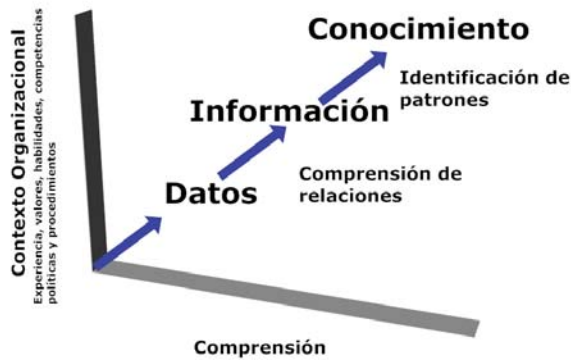 Conocimiento
Identificación de
patrones
Información
Comprensión de
relaciones
Datos
Contexto Organizacional
Experiencia, valores, habilidades, competencias
políticas y procedimientos
Comprensión